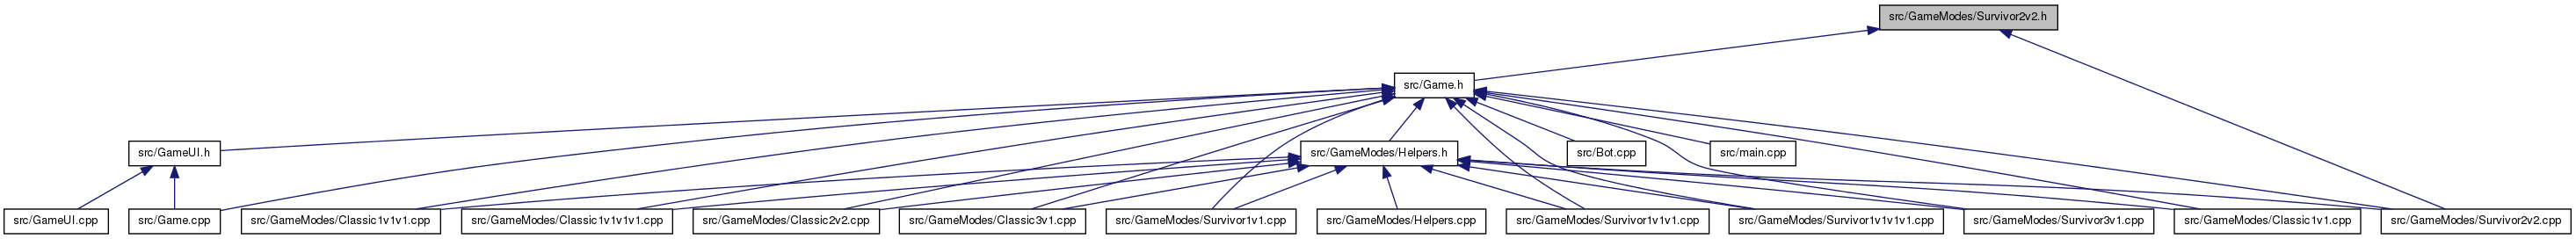 src/GameModes/Survivor2v2.h
src/Game.h
src/GameUI.h
src/GameModes/Helpers.h
src/Bot.cpp
src/main.cpp
src/GameUI.cpp
src/Game.cpp
src/GameModes/Classic1v1v1.cpp
src/GameModes/Classic1v1v1v1.cpp
src/GameModes/Classic2v2.cpp
src/GameModes/Classic3v1.cpp
src/GameModes/Survivor1v1.cpp
src/GameModes/Helpers.cpp
src/GameModes/Survivor1v1v1.cpp
src/GameModes/Survivor1v1v1v1.cpp
src/GameModes/Survivor3v1.cpp
src/GameModes/Classic1v1.cpp
src/GameModes/Survivor2v2.cpp